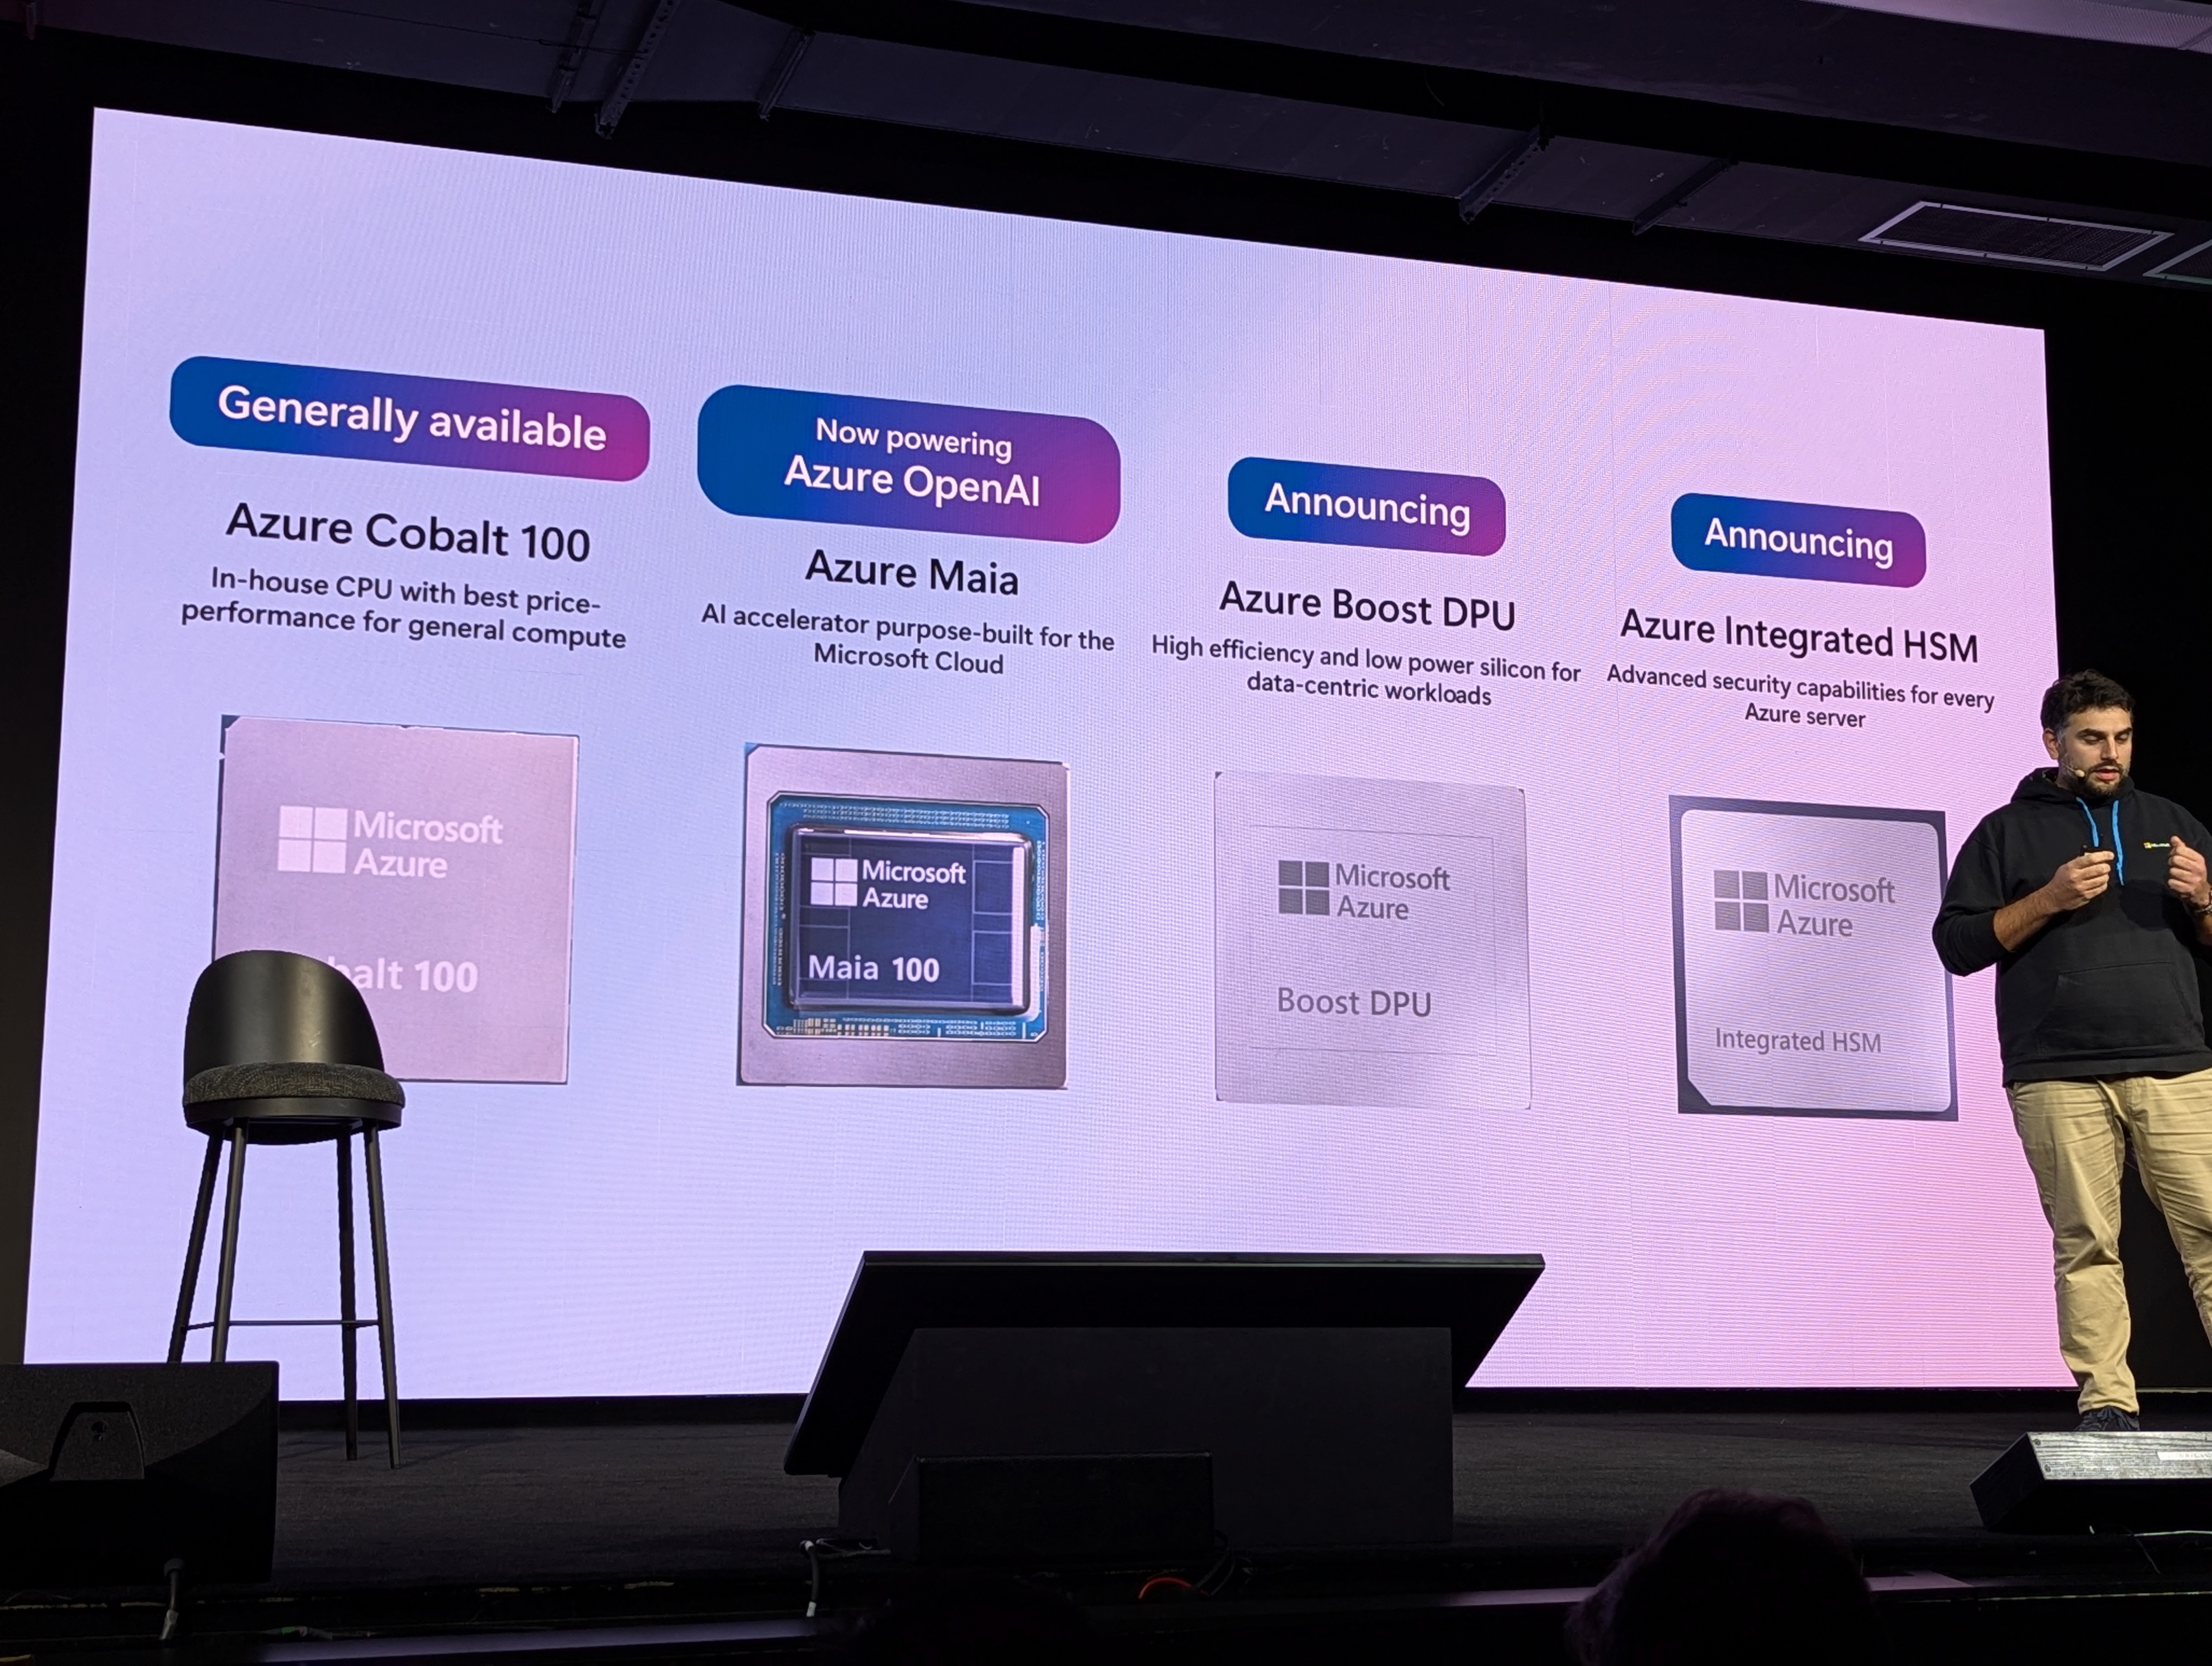 Generally available
Azure Cobalt 100
In-house CPU with best price-
performance for general compute
Microsoft
Azure
balt 100
Now powering
Azure OpenAI
Azure Maia
AI accelerator purpose-built for the
Microsoft Cloud
Microsoft
Azure
Maia 100
Announcing
Azure Boost DPU
High efficiency and low power silicon for
data-centric workloads
Microsoft
Azure
Boost DPU
Announcing
Azure Integrated HSM
Advanced security capabilities for every
Azure server
Microsoft
Azure
Integrated HSM